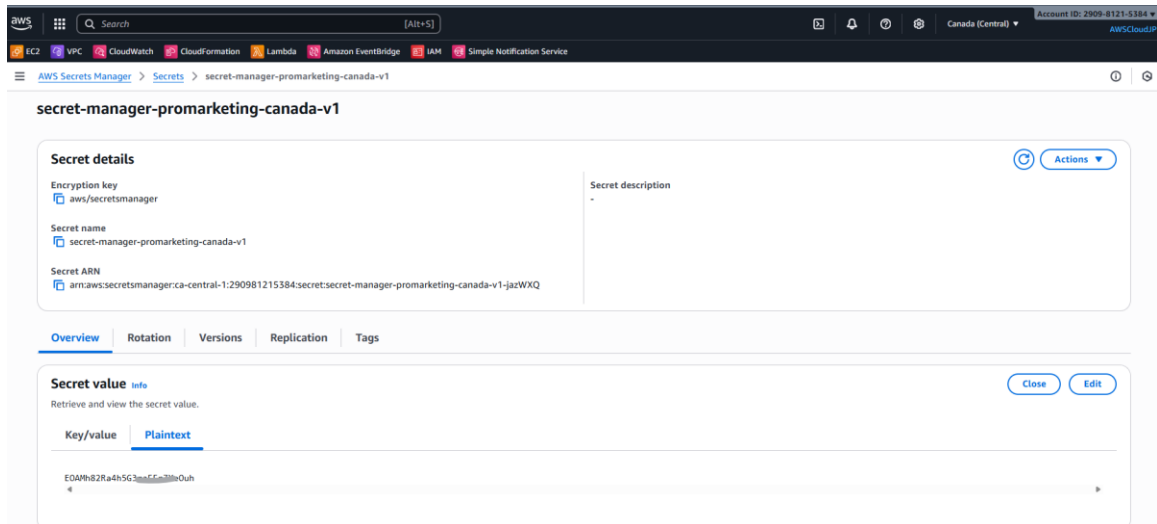 aws
Search [Alt+S]
Canada (Central)
Account ID: 2909-8121-5384
AWSCloudJP
EC2 VPC CloudWatch CloudFormation Lambda Amazon EventBridge IAM Simple Notification Service
AWS Secrets Manager > Secrets > secret-manager-promarketing-canada-v1
secret-manager-promarketing-canada-v1
Secret details
Actions
Encryption key
aws/secretsmanager
Secret description
-
Secret name
secret-manager-promarketing-canada-v1
Secret ARN
arn:aws:secretsmanager:ca-central-1:290981215384:secret:secret-manager-promarketing-canada-v1-jazWXQ
Overview Rotation Versions Replication Tags
Secret value Info
Close Edit
Retrieve and view the secret value.
Key/value Plaintext